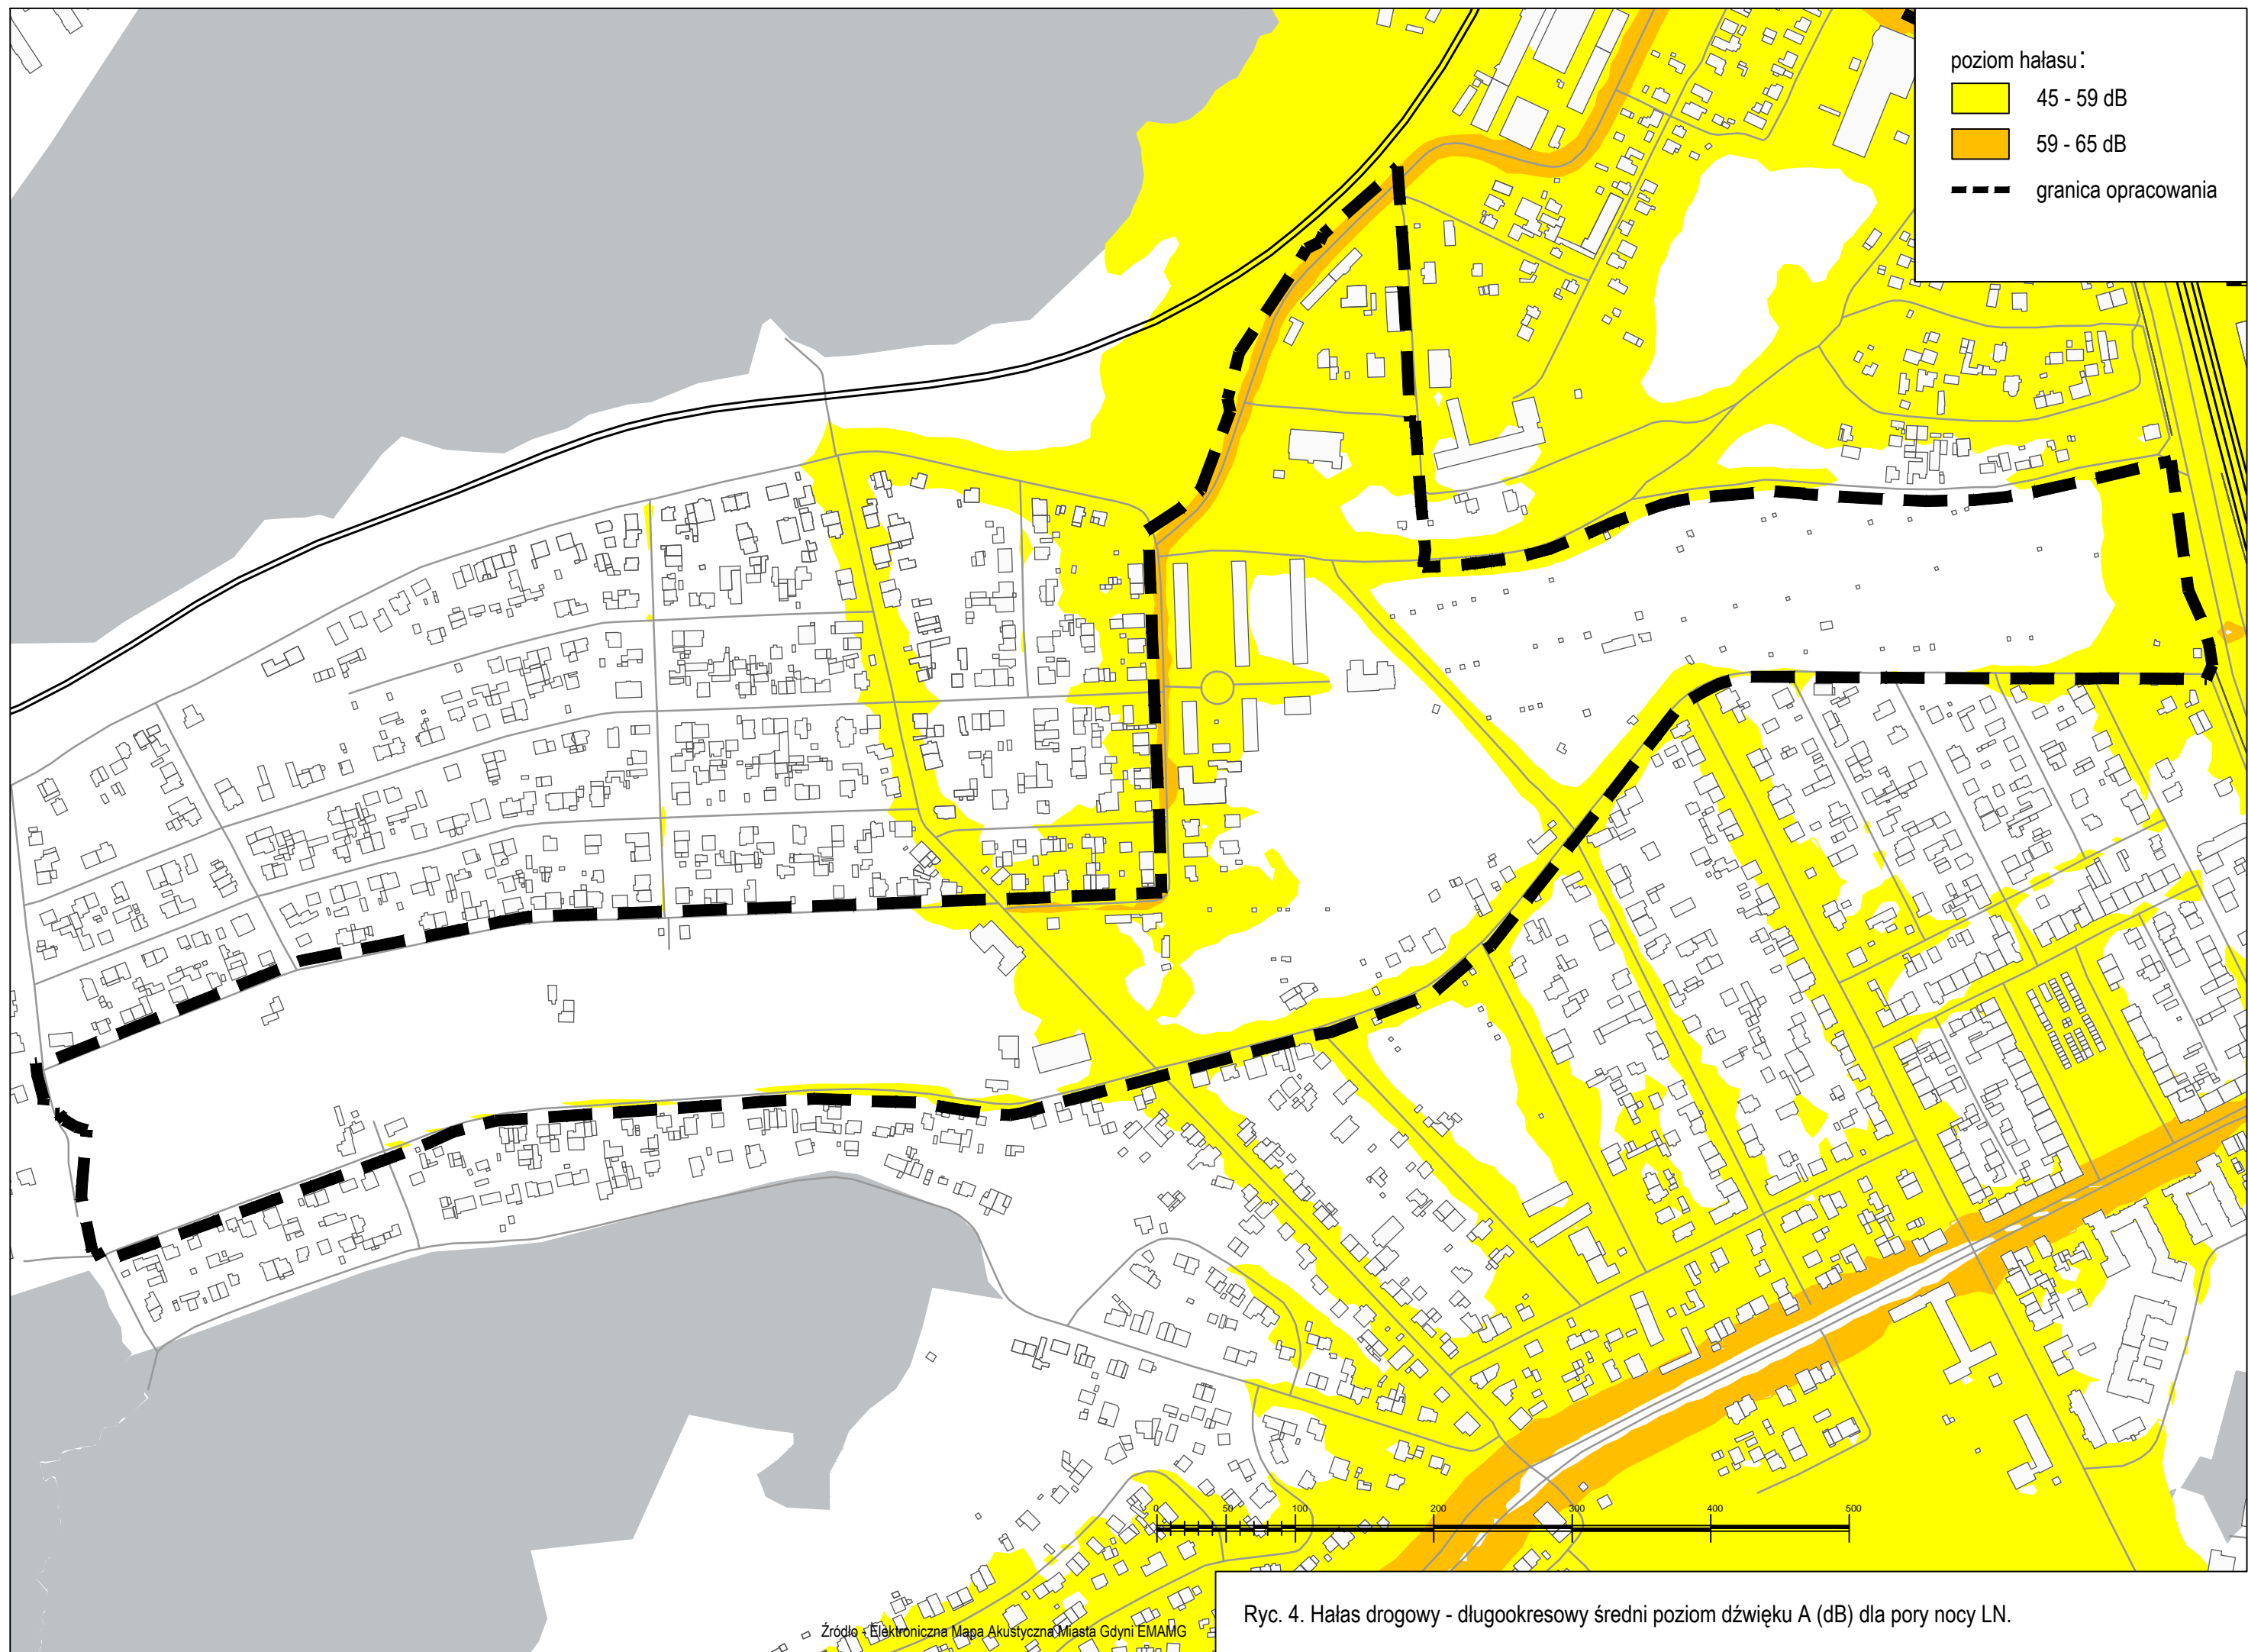 poziom hałasu:
45 - 59 dB
59 - 65 dB
granica opracowania
0 50 100 200 300 400 500
Ryc. 4. Hałas drogowy - długookresowy średni poziom dźwięku A (dB) dla pory nocy LN.
Źródło - Elektroniczna Mapa Akustyczna Miasta Gdyni EMAMG